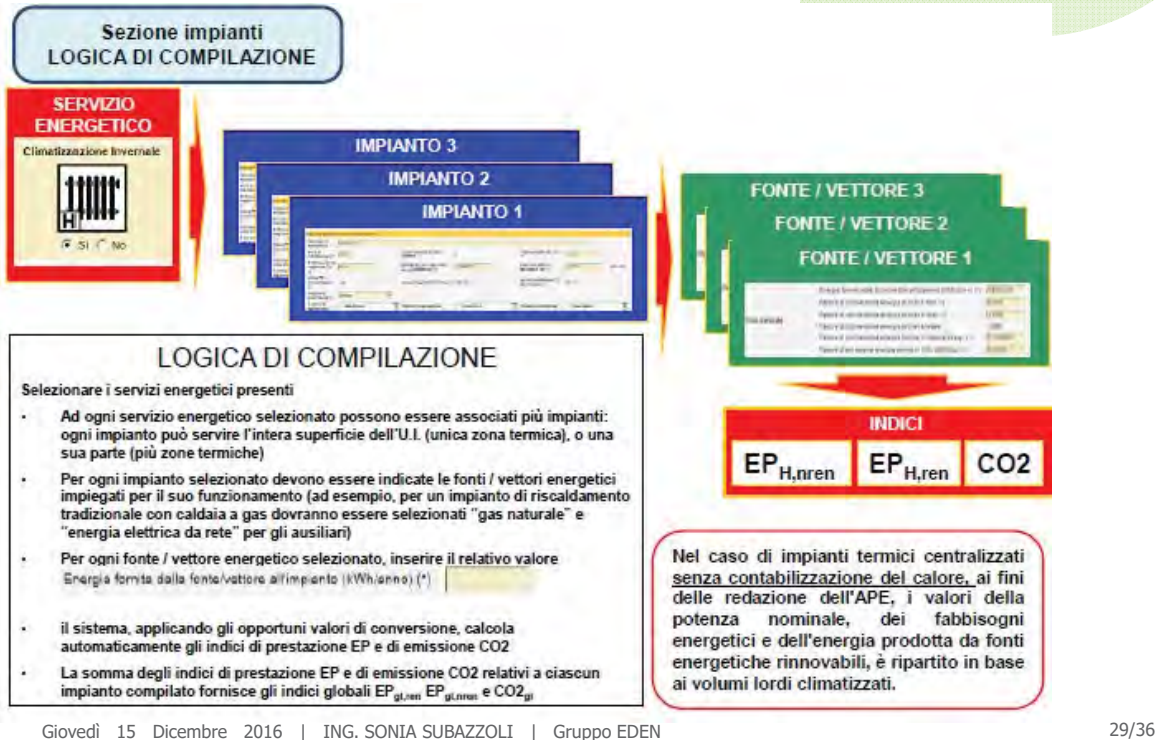 Sezione impianti
LOGICA DI COMPILAZIONE
SERVIZIO
ENERGETICO
Climatizzazione Invernale
H
Si No
IMPIANTO 3
IMPIANTO 2
IMPIANTO 1
FONTE / VETTORE 3
FONTE / VETTORE 2
FONTE / VETTORE 1
INDICI
EPH,nren EPH,ren CO2
LOGICA DI COMPILAZIONE
Selezionare i servizi energetici presenti
· Ad ogni servizio energetico selezionato possono essere associati più impianti:
ogni impianto può servire l'intera superficie dell'U.I. (unica zona termica), o una
sua parte (più zone termiche)
· Per ogni impianto selezionato devono essere indicate le fonti / vettori energetici
impiegati per il suo funzionamento (ad esempio, per un impianto di riscaldamento
tradizionale con caldaia a gas dovranno essere selezionati "gas naturale" e
"energia elettrica da rete" per gli ausiliari)
· Per ogni fonte / vettore energetico selezionato, inserire il relativo valore
Energia fornita dalla fonte/vettore all'impianto (kWh/anno) (*)
· il sistema, applicando gli opportuni valori di conversione, calcola
automaticamente gli indici di prestazione EP e di emissione CO2
· La somma degli indici di prestazione EP e di emissione CO2 relativi a ciascun
impianto compilato fornisce gli indici globali EPgl,ren EPgl,nren e CO2gl
Nel caso di impianti termici centralizzati
senza contabilizzazione del calore, ai fini
delle redazione dell'APE, i valori della
potenza nominale, dei fabbisogni
energetici e dell'energia prodotta da fonti
energetiche rinnovabili, è ripartito in base
ai volumi lordi climatizzati.
Giovedì 15 Dicembre 2016 | ING. SONIA SUBAZZOLI | Gruppo EDEN
29/36